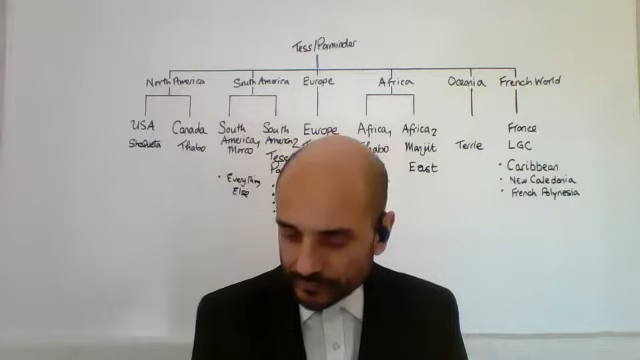 Tess/Parminder
North America
South America
Europe
Africa
Oceania
French World
USA
Canada
Thabo
South
America 1
Marco
• Everything
Else
South
America 2
Tess
Europe
Africa 1
Africa 2
Manjit
East
Terrie
France
LGC
• Caribbean
• New Caledonia
• French Polynesia